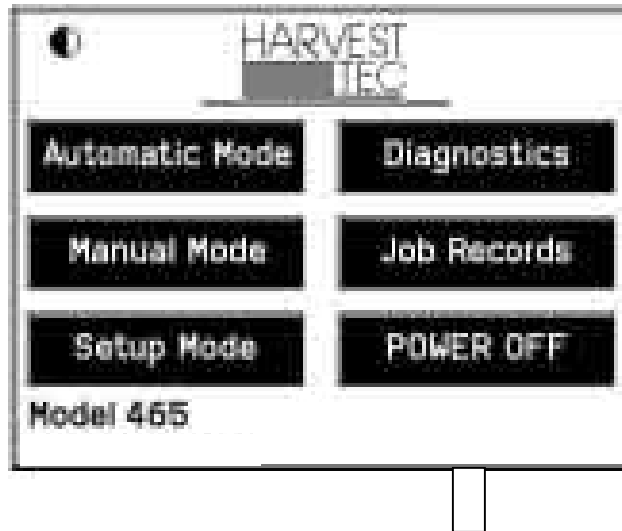 HARVEST
TEC
Automatic Mode
Diagnostics
Manual Mode
Job Records
Setup Mode
POWER OFF
Model 465